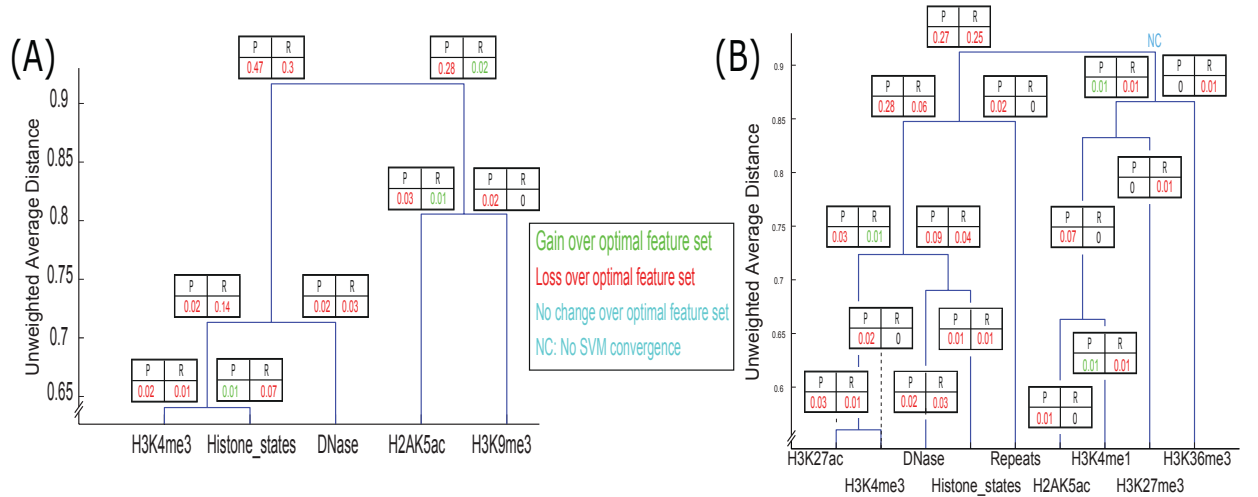 (A)
Unweighted Average Distance
0.9
0.85
0.8
0.75
0.7
0.65
P R
0.47 0.3
P R
0.28 0.02
P R
0.03 0.01
P R
0.02 0
P R
0.02 0.14
P R
0.02 0.03
P R
0.02 0.01
P R
0.01 0.07
H3K4me3 Histone_states DNase H2AK5ac H3K9me3
Gain over optimal feature set
Loss over optimal feature set
No change over optimal feature set
NC: No SVM convergence
(B)
Unweighted Average Distance
0.9
0.85
0.8
0.75
0.7
0.65
0.6
P R
0.27 0.25
NC
P R
0.28 0.06
P R
0.02 0
P R
0.01 0.01
P R
0 0.01
P R
0 0.01
P R
0.03 0.01
P R
0.09 0.04
P R
0.07 0
P R
0.02 0
P R
0.01 0.01
P R
0.01 0.01
P R
0.03 0.01
P R
0.02 0.03
P R
0.01 0
H3K27ac DNase Repeats H3K4me1 H3K36me3
H3K4me3 Histone_states H2AK5ac H3K27me3